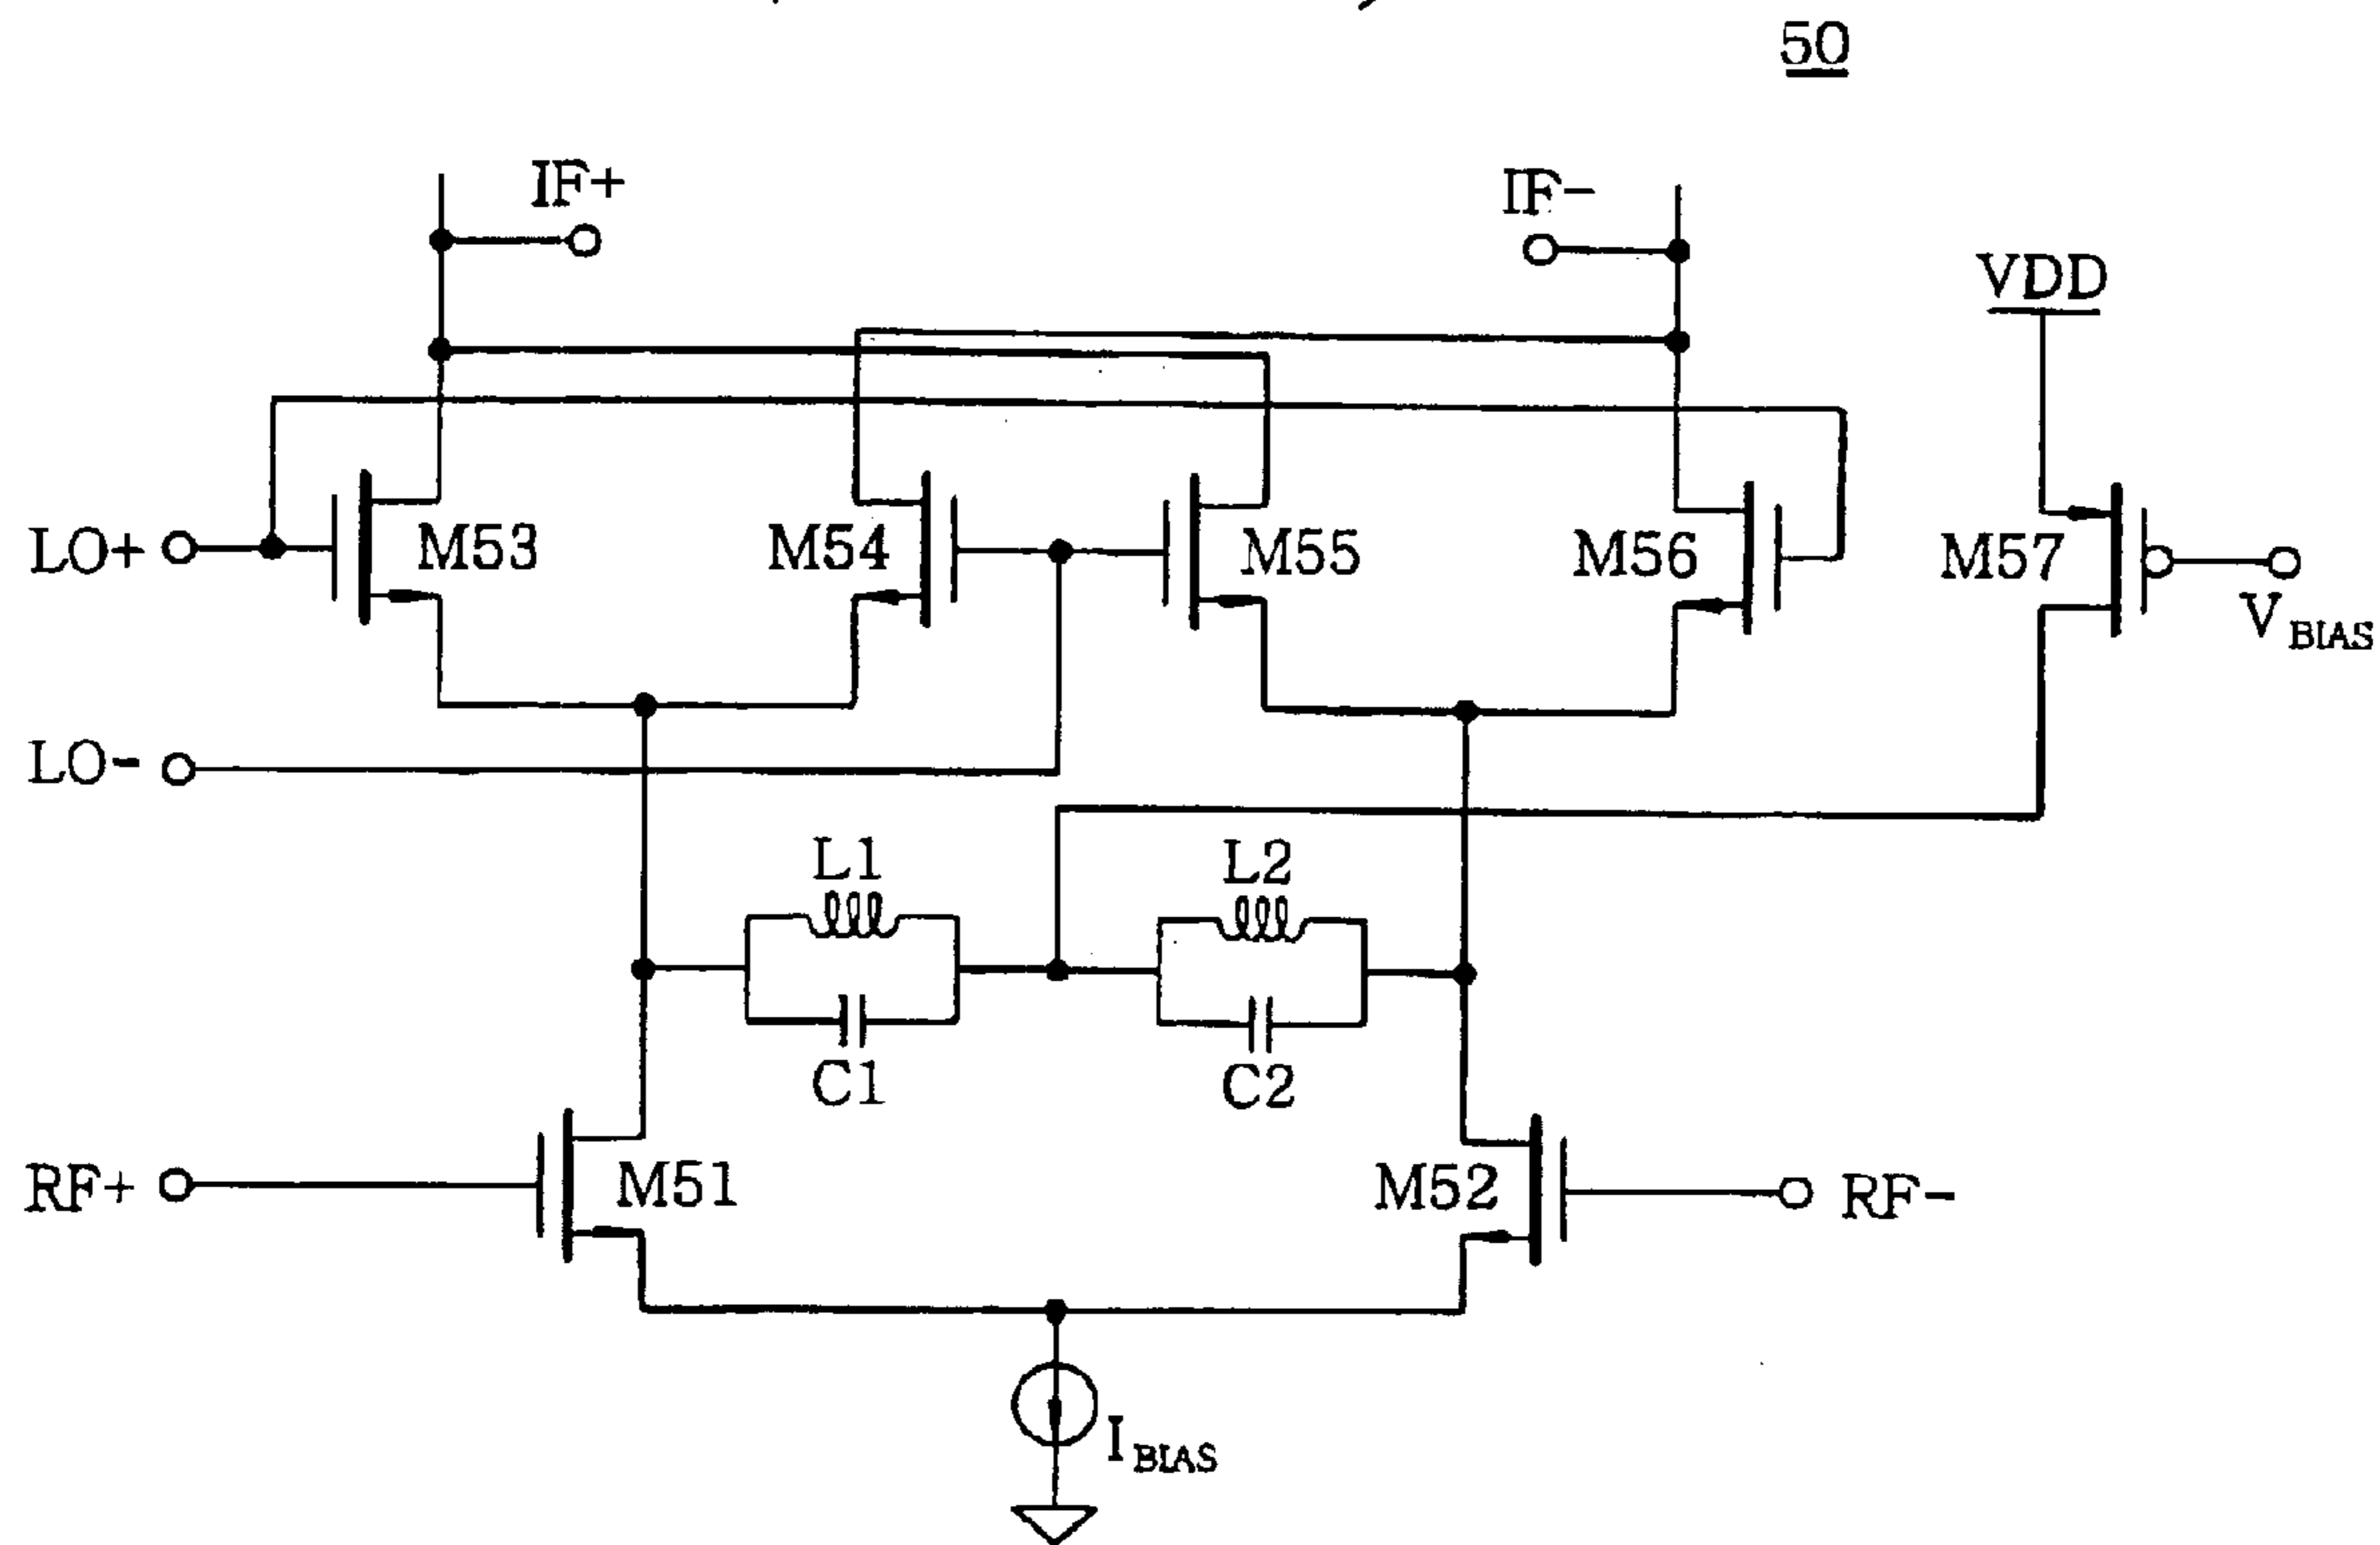 50
IF+
IF-
VDD
LO+
M53
M54
M55
M56
M57
VBIAS
LO-
L1
L2
C1
C2
RF+
M51
M52
RF-
IBIAS